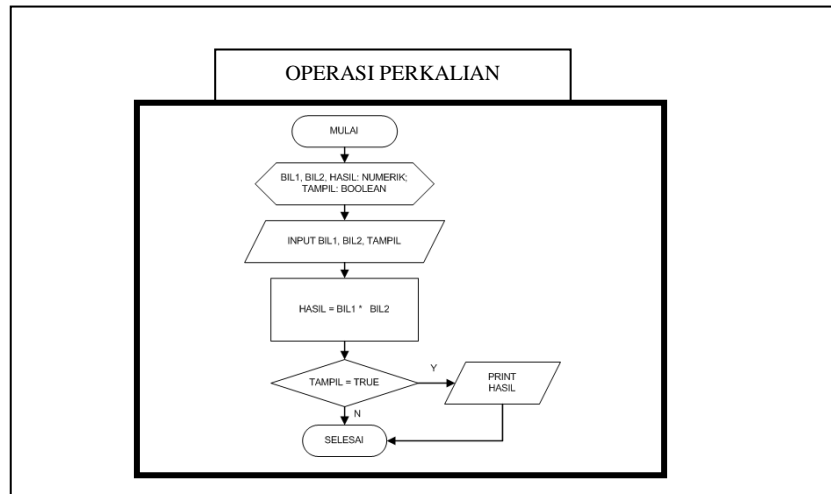 OPERASI PERKALIAN
MULAI
BIL1, BIL2, HASIL: NUMERIK;
TAMPIL: BOOLEAN
INPUT BIL1, BIL2, TAMPIL
HASIL = BIL1 * BIL2
TAMPIL = TRUE
Y
PRINT
HASIL
N
SELESAI